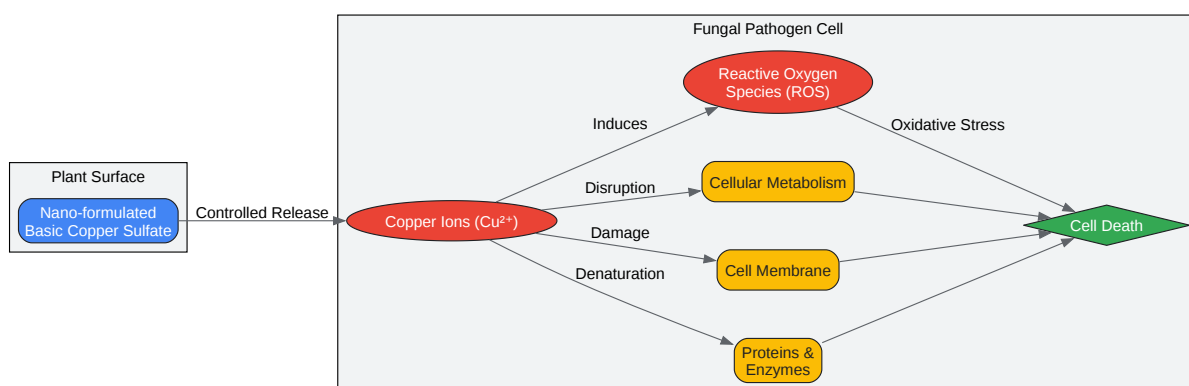 Fungal Pathogen Cell
Reactive Oxygen
Species (ROS)
Induces
Oxidative Stress
Plant Surface
Nano-formulated
Basic Copper Sulfate
Controlled Release
Copper Ions (Cu²⁺)
Disruption
Cellular Metabolism
Damage
Cell Membrane
Denaturation
Proteins &
Enzymes
Cell Death